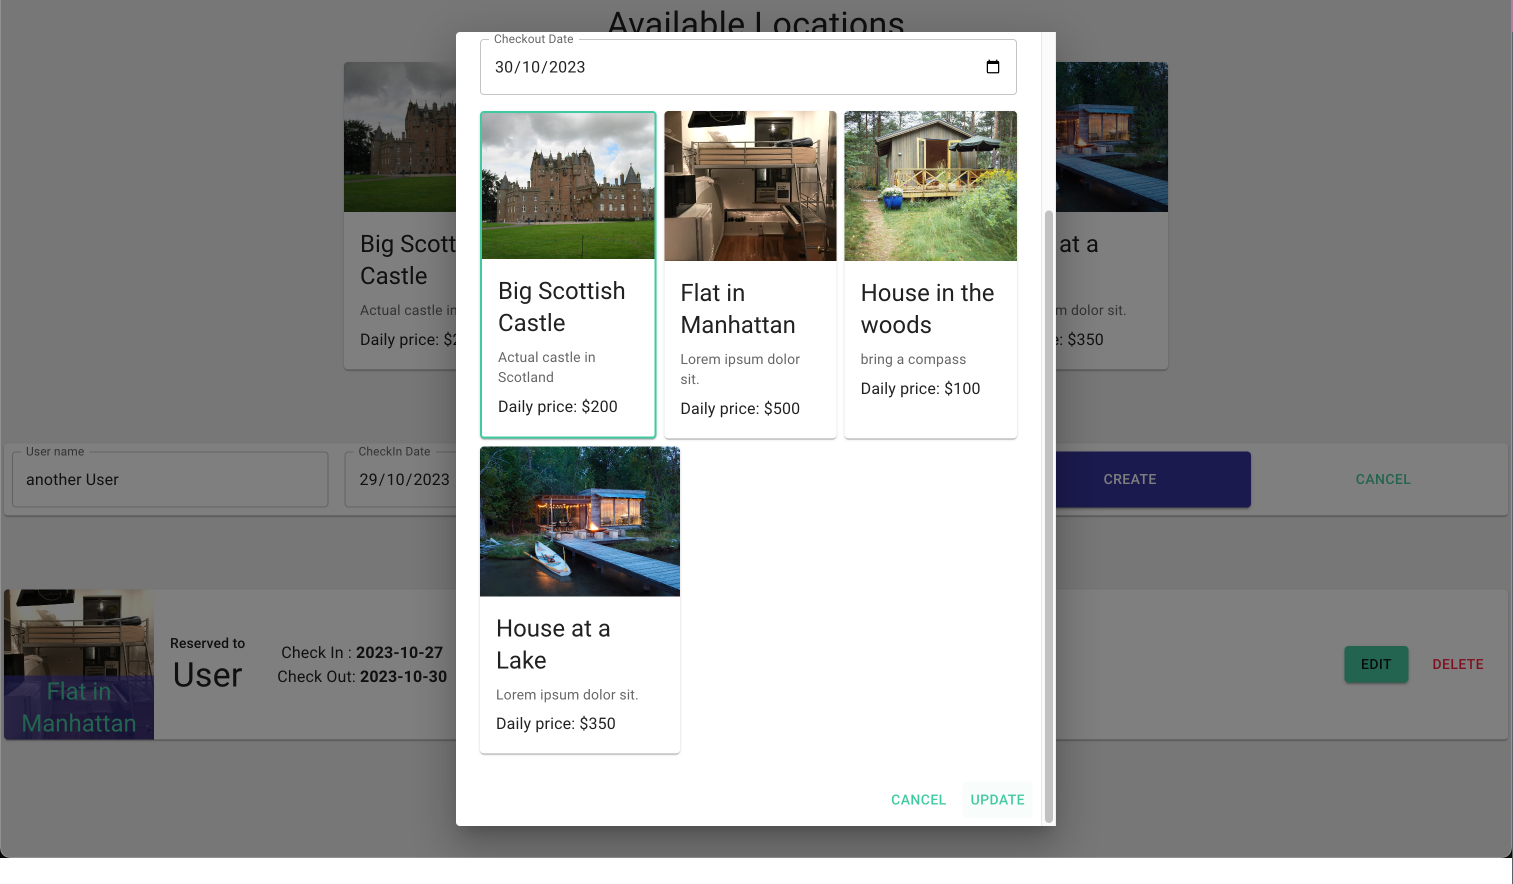 Available Locations
Checkout Date
30/10/2023
Big Scottish
Castle
Actual castle in
Scotland
Daily price: $200
Flat in
Manhattan
Lorem ipsum dolor
sit.
Daily price: $500
House in the
woods
bring a compass
Daily price: $100
House at a
Lake
Lorem ipsum dolor sit.
Daily price: $350
CANCEL UPDATE
Big Scott
Castle
Actual castle in
Daily price: $2
at a
m dolor sit.
: $350
User name
another User
CheckIn Date
29/10/2023
CREATE
CANCEL
Flat in
Manhattan
Reserved to
User
Check In : 2023-10-27
Check Out: 2023-10-30
EDIT
DELETE